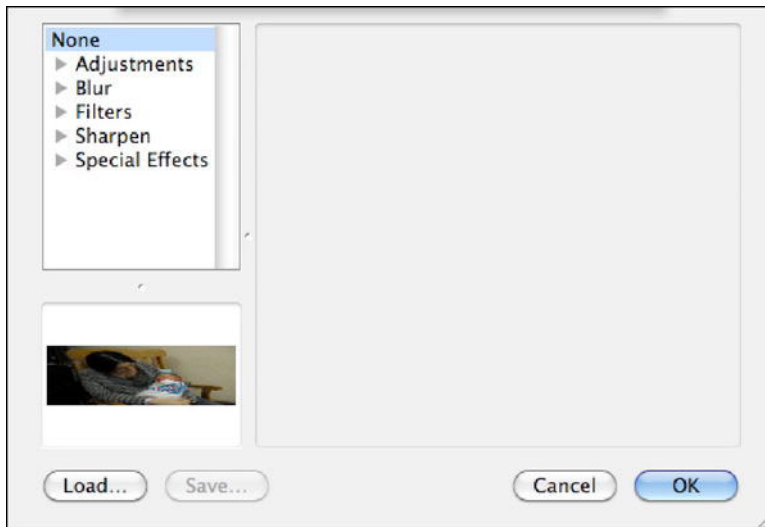 None
Adjustments
Blur
Filters
Sharpen
Special Effects
Load...
Save...
Cancel
OK